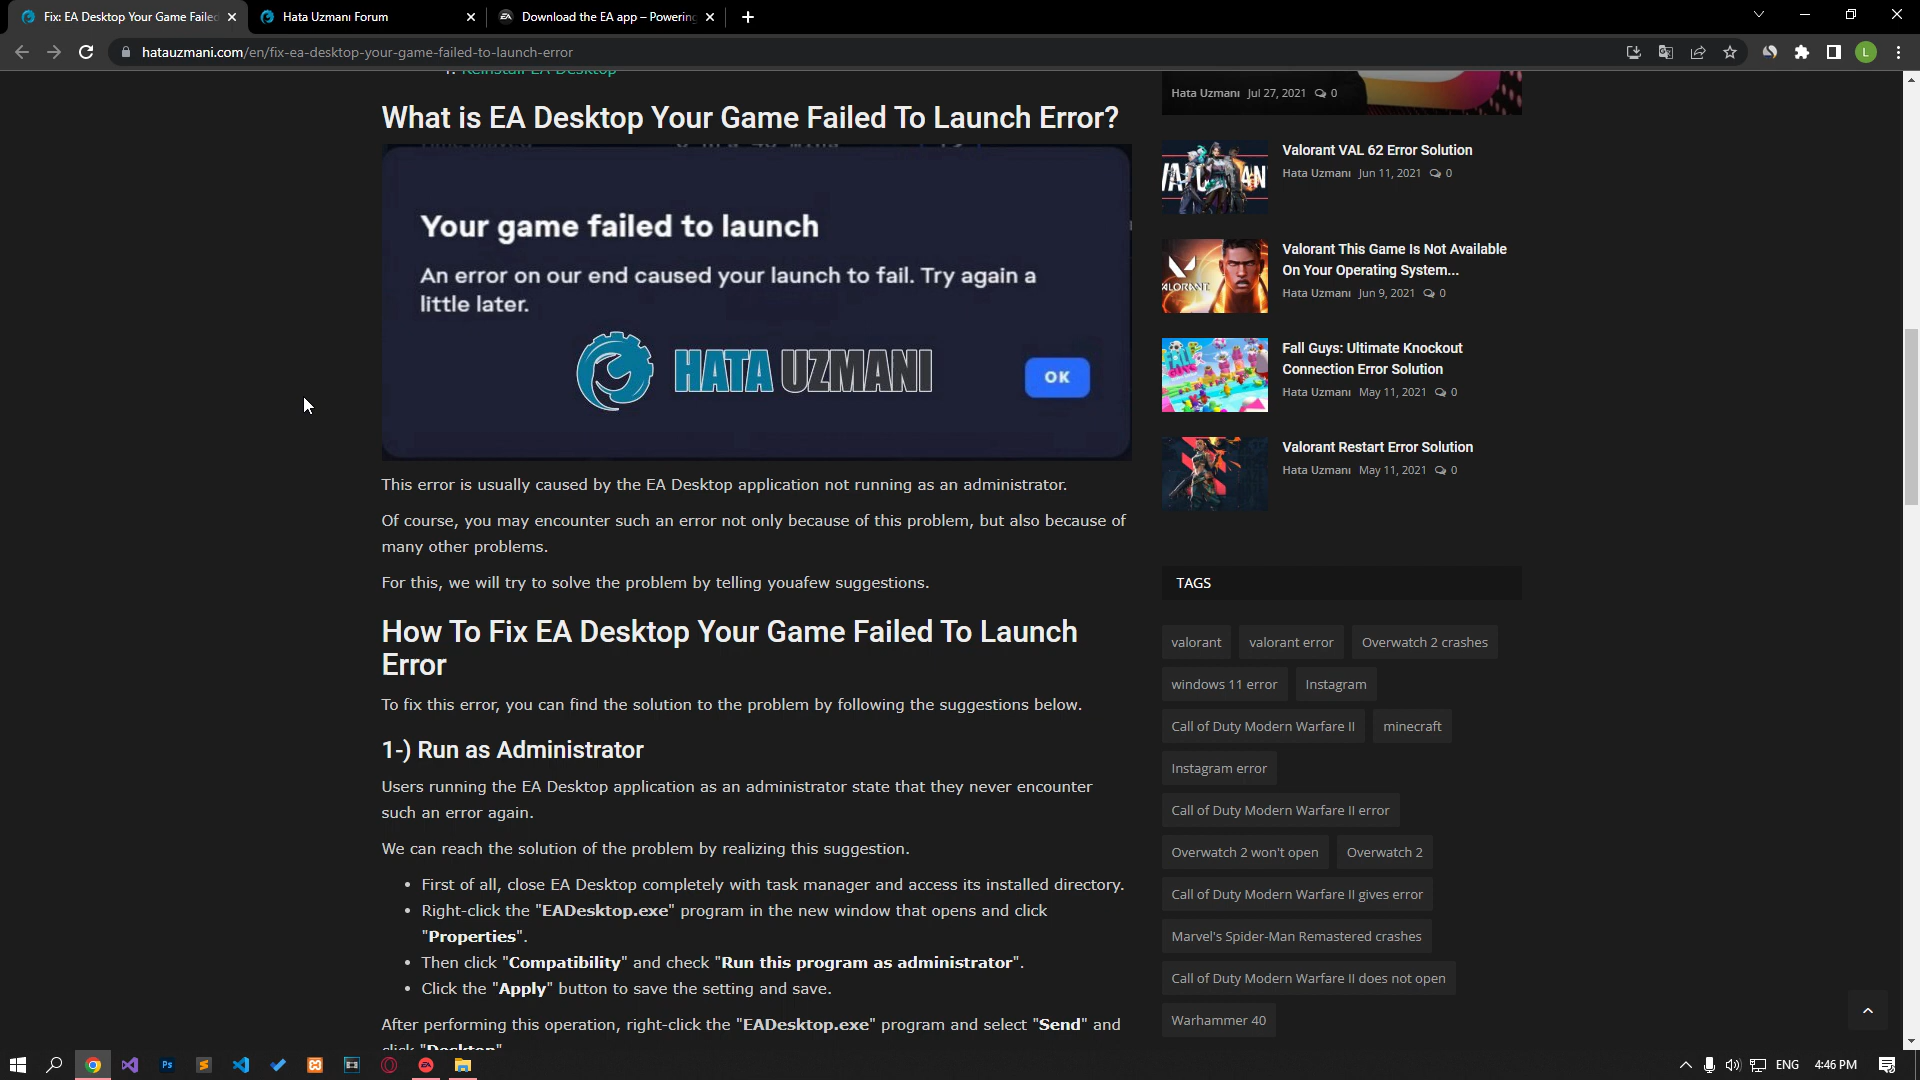 Fix: EA Desktop Your Game Failed
Hata Uzmanı Forum
Download the EA app – Powering
hatauzmani.com/en/fix-ea-desktop-your-game-failed-to-launch-error
L
1. Reinstall EA Desktop
What is EA Desktop Your Game Failed To Launch Error?
Your game failed to launch
An error on our end caused your launch to fail. Try again a
little later.
HATA UZMANI
OK
This error is usually caused by the EA Desktop application not running as an administrator.
Of course, you may encounter such an error not only because of this problem, but also because of
many other problems.
For this, we will try to solve the problem by telling youafew suggestions.
How To Fix EA Desktop Your Game Failed To Launch
Error
To fix this error, you can find the solution to the problem by following the suggestions below.
1-) Run as Administrator
Users running the EA Desktop application as an administrator state that they never encounter
such an error again.
We can reach the solution of the problem by realizing this suggestion.
• First of all, close EA Desktop completely with task manager and access its installed directory.
• Right-click the "EADesktop.exe" program in the new window that opens and click
"Properties".
• Then click "Compatibility" and check "Run this program as administrator".
• Click the "Apply" button to save the setting and save.
After performing this operation, right-click the "EADesktop.exe" program and select "Send" and
click "Desktop"
Hata Uzmanı Jul 27, 2021 0
Valorant VAL 62 Error Solution
Hata Uzmanı Jun 11, 2021 0
VALORANT
Valorant This Game Is Not Available
On Your Operating System...
Hata Uzmanı Jun 9, 2021 0
Fall Guys: Ultimate Knockout
Connection Error Solution
Hata Uzmanı May 11, 2021 0
Valorant Restart Error Solution
Hata Uzmanı May 11, 2021 0
TAGS
valorant
valorant error
Overwatch 2 crashes
windows 11 error
Instagram
Call of Duty Modern Warfare II
minecraft
Instagram error
Call of Duty Modern Warfare II error
Overwatch 2 won't open
Overwatch 2
Call of Duty Modern Warfare II gives error
Marvel's Spider-Man Remastered crashes
Call of Duty Modern Warfare II does not open
Warhammer 40
Ps
EA
ENG
4:46 PM